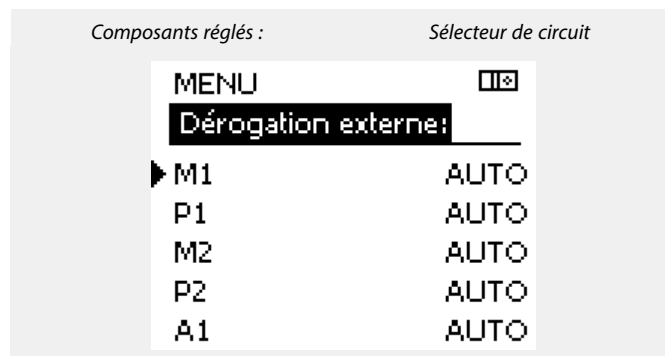 Composants réglés : Sélecteur de circuit
MENU
Dérogation externe:
M1 AUTO
P1 AUTO
M2 AUTO
P2 AUTO
A1 AUTO